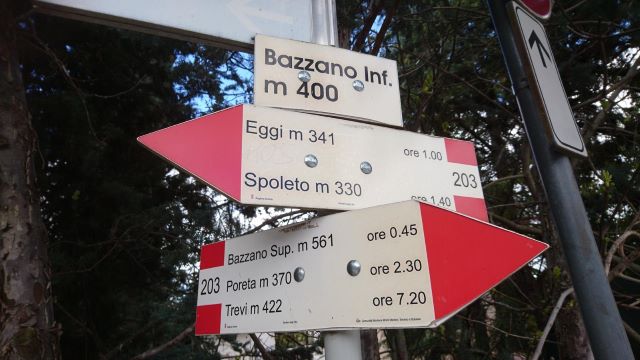 Bazzano Inf.
m 400
Eggi m 341 ore 1.00
203
Spoleto m 330 ore 1.40
Bazzano Sup. m 561 ore 0.45
203 Poreta m 370 ore 2.30
Trevi m 422 ore 7.20